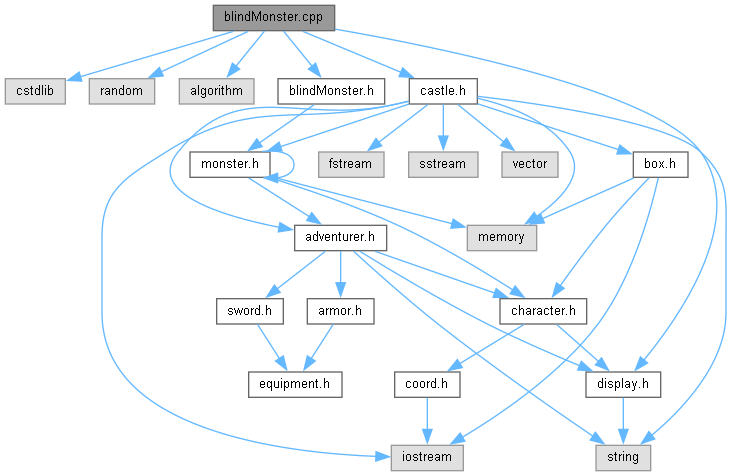 blindMonster.cpp
cstdlib
random
algorithm
blindMonster.h
castle.h
monster.h
fstream
sstream
vector
box.h
adventurer.h
memory
sword.h
armor.h
character.h
equipment.h
coord.h
display.h
iostream
string